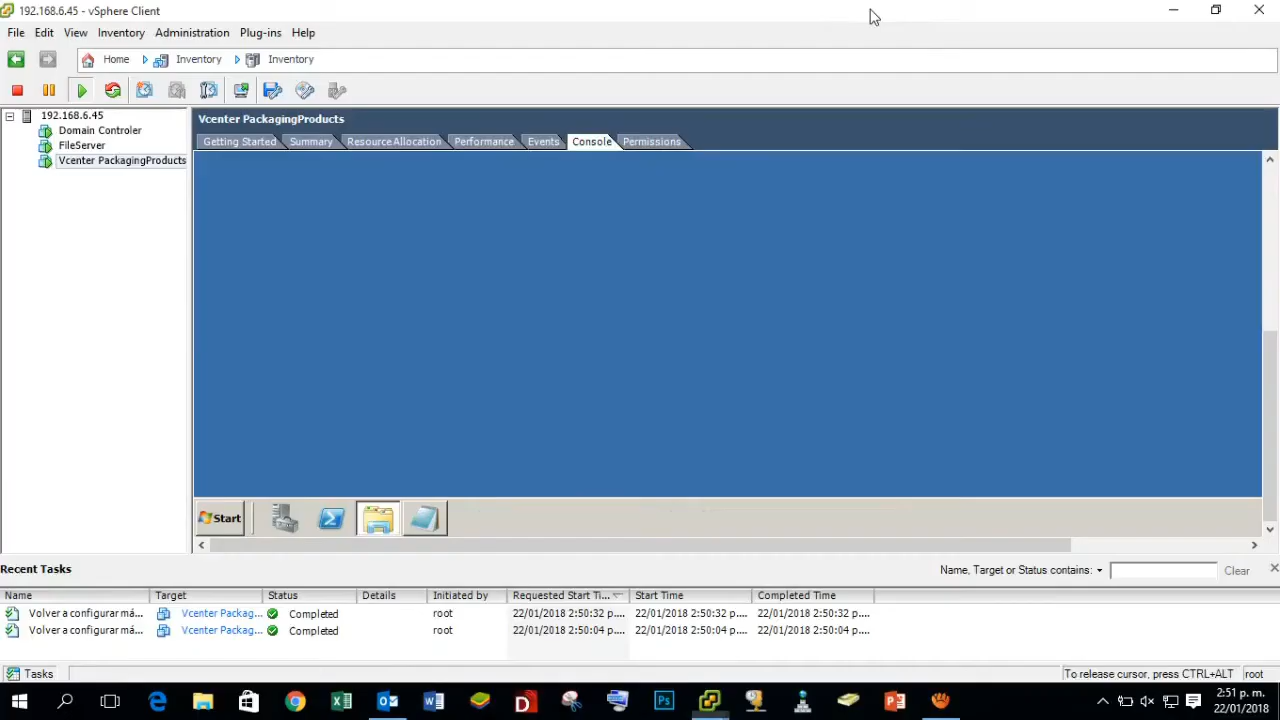 192.168.6.45 - vSphere Client
File Edit View Inventory Administration Plug-ins Help
Home Inventory Inventory
192.168.6.45
Domain Controler
FileServer
Vcenter PackagingProducts
Vcenter PackagingProducts
Getting Started Summary Resource Allocation Performance Events Console Permissions
Start
Recent Tasks
Name, Target or Status contains: Clear
Name Target Status Details Initiated by Requested Start Ti... Start Time Completed Time
Volver a configurar má... Vcenter Packag... Completed root 22/01/2018 2:50:32 p.... 22/01/2018 2:50:32 p.... 22/01/2018 2:50:32 p....
Volver a configurar má... Vcenter Packag... Completed root 22/01/2018 2:50:04 p.... 22/01/2018 2:50:04 p.... 22/01/2018 2:50:04 p....
Tasks To release cursor, press CTRL+ALT root
2:51 p. m.
22/01/2018